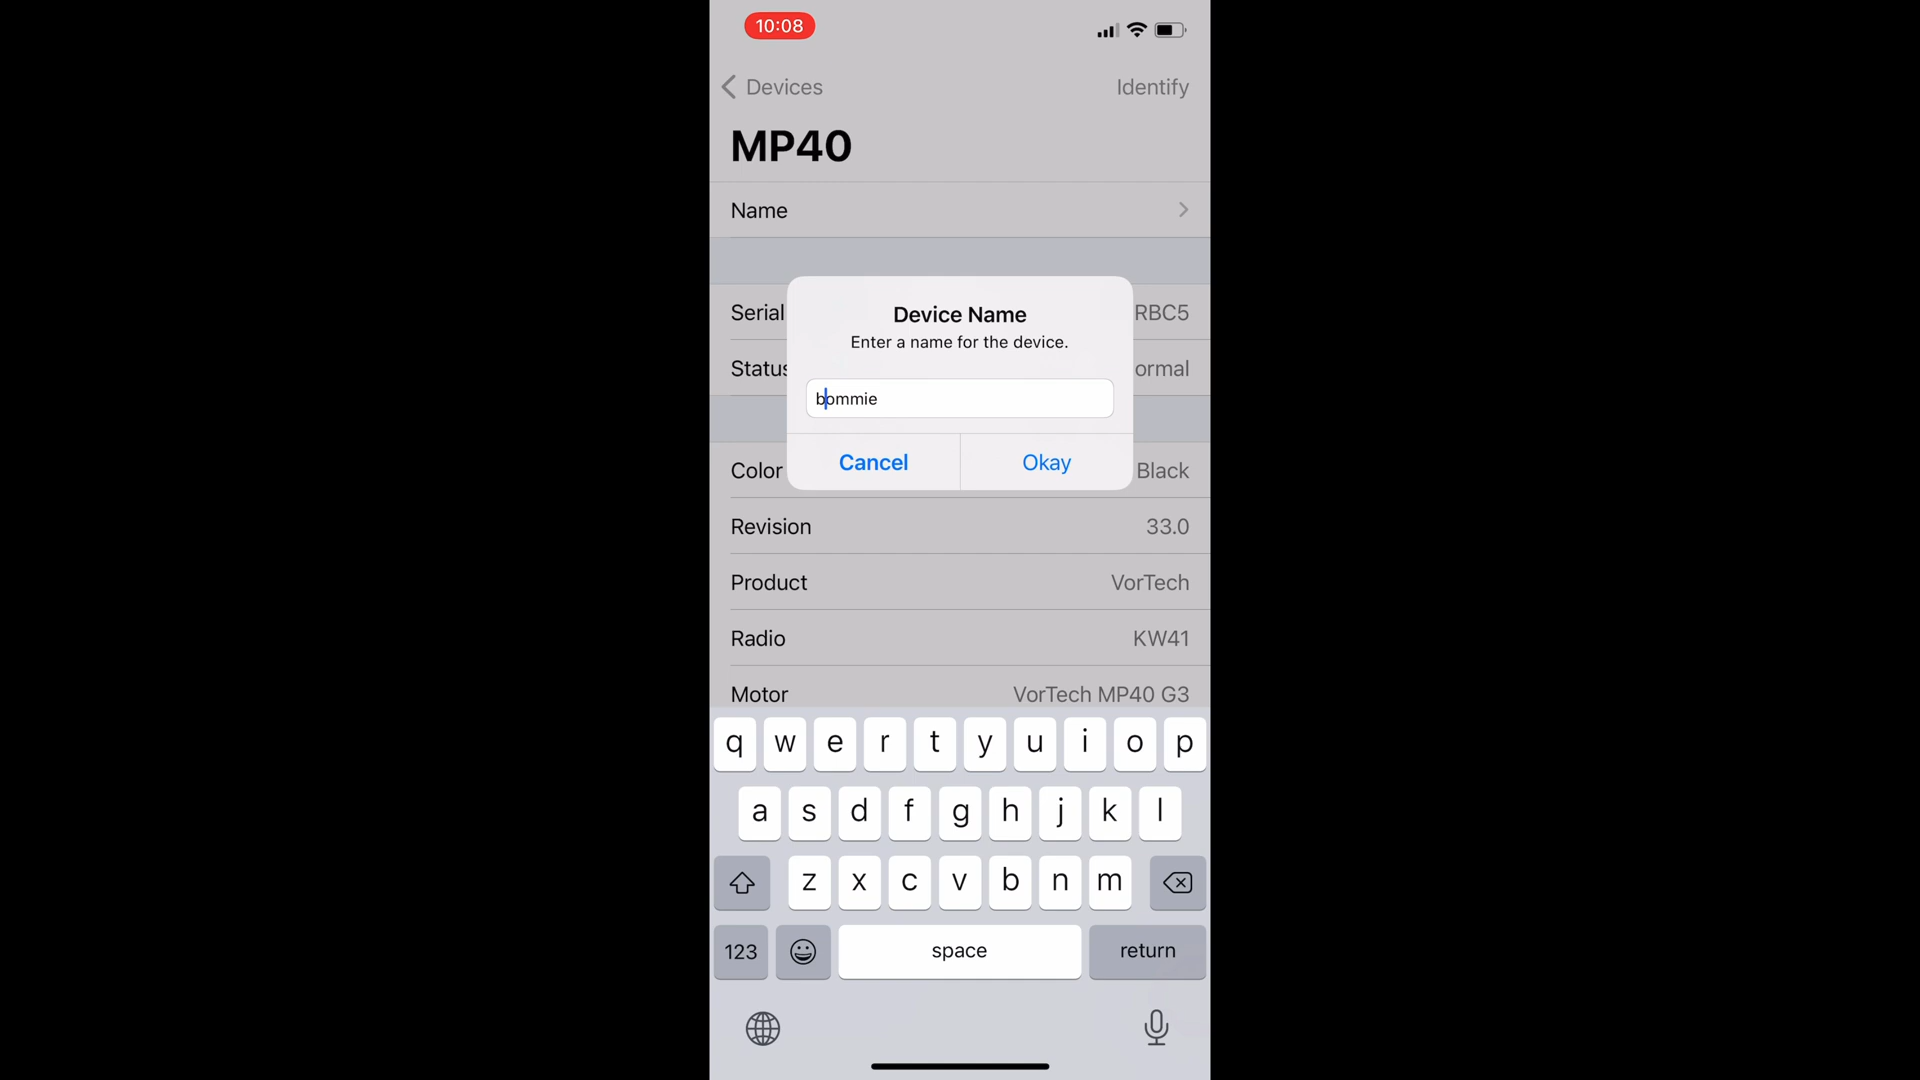 10:08
Devices
Identify
MP40
Name
Device Name
Enter a name for the device.
bommie
Cancel
Okay
Serial
RBC5
Status
ormal
Color
Black
Revision
33.0
Product
VorTech
Radio
KW41
Motor
VorTech MP40 G3
q w e r t y u i o p
a s d f g h j k l
z x c v b n m
123
space
return